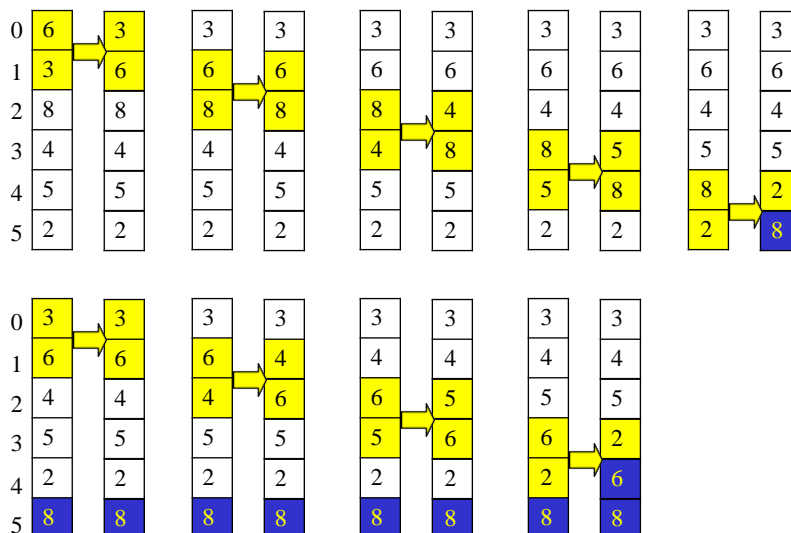 0 6 3 3 3 3 3 3 3 3 3
1 3 6 6 6 6 6 6 6 6 6
2 8 8 8 8 8 4 4 4 4 4
3 4 4 4 4 4 8 8 5 5 5
4 5 5 5 5 5 5 5 8 8 2
5 2 2 2 2 2 2 2 2 2 8
0 3 3 3 3 3 3 3 3
1 6 6 6 4 4 4 4 4
2 4 4 4 6 6 5 5 5
3 5 5 5 5 5 6 6 2
4 2 2 2 2 2 2 2 6
5 8 8 8 8 8 8 8 8